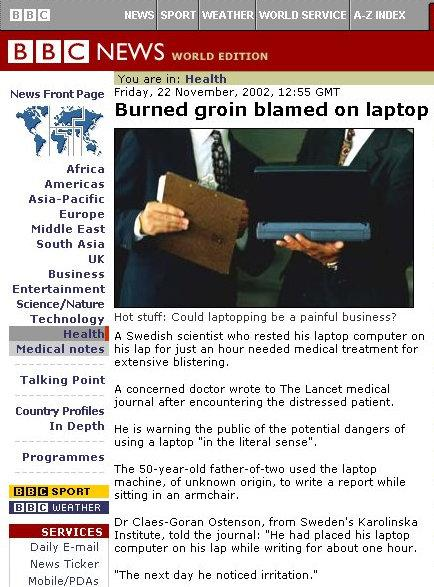 BBC NEWS SPORT WEATHER WORLD SERVICE A-Z INDEX
BBC NEWS WORLD EDITION
You are in: Health
News Front Page
Africa
Americas
Asia-Pacific
Europe
Middle East
South Asia
UK
Business
Entertainment
Science/Nature
Technology
Health
Medical notes
Talking Point
Country Profiles
In Depth
Programmes
BBC SPORT
BBC WEATHER
SERVICES
Daily E-mail
News Ticker
Mobile/PDAs
Friday, 22 November, 2002, 12:55 GMT
Burned groin blamed on laptop
Hot stuff: Could laptopping be a painful business?
A Swedish scientist who rested his laptop computer on
his lap for just an hour needed medical treatment for
extensive blistering.
A concerned doctor wrote to The Lancet medical
journal after encountering the distressed patient.
He is warning the public of the potential dangers of
using a laptop "in the literal sense".
The 50-year-old father-of-two used the laptop
machine, of unknown origin, to write a report while
sitting in an armchair.
Dr Claes-Goran Ostenson, from Sweden's Karolinska
Institute, told the journal: "He had placed his laptop
computer on his lap while writing for about one hour.
"The next day he noticed irritation."